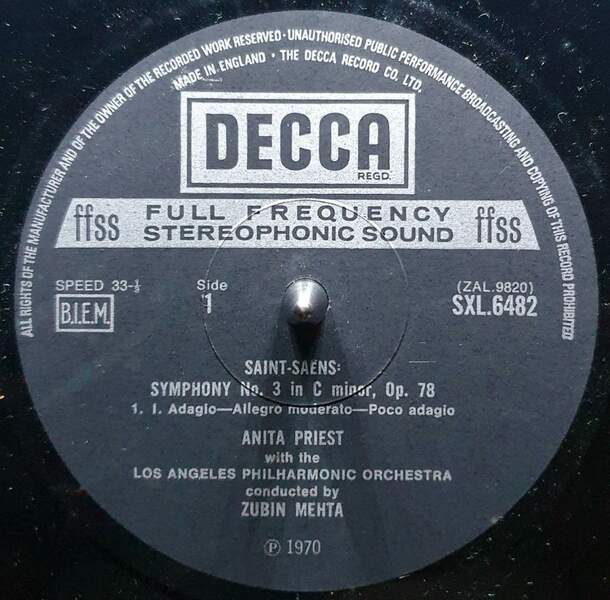 ALL RIGHTS OF THE MANUFACTURER AND OF THE OWNER OF THE RECORDED WORK RESERVED · UNAUTHORISED PUBLIC PERFORMANCE BROADCASTING AND COPYING OF THIS RECORD PROHIBITED
MADE IN ENGLAND · THE DECCA RECORD CO. LTD.
DECCA
REGD.
ffss FULL FREQUENCY STEREOPHONIC SOUND ffss
SPEED 33-⅓ Side (ZAL.9820)
B.I.E.M. 1 SXL.6482
SAINT-SAËNS:
SYMPHONY No. 3 in C minor, Op. 78
1. I. Adagio—Allegro moderato—Poco adagio
ANITA PRIEST
with the
LOS ANGELES PHILHARMONIC ORCHESTRA
conducted by
ZUBIN MEHTA
Ⓟ 1970